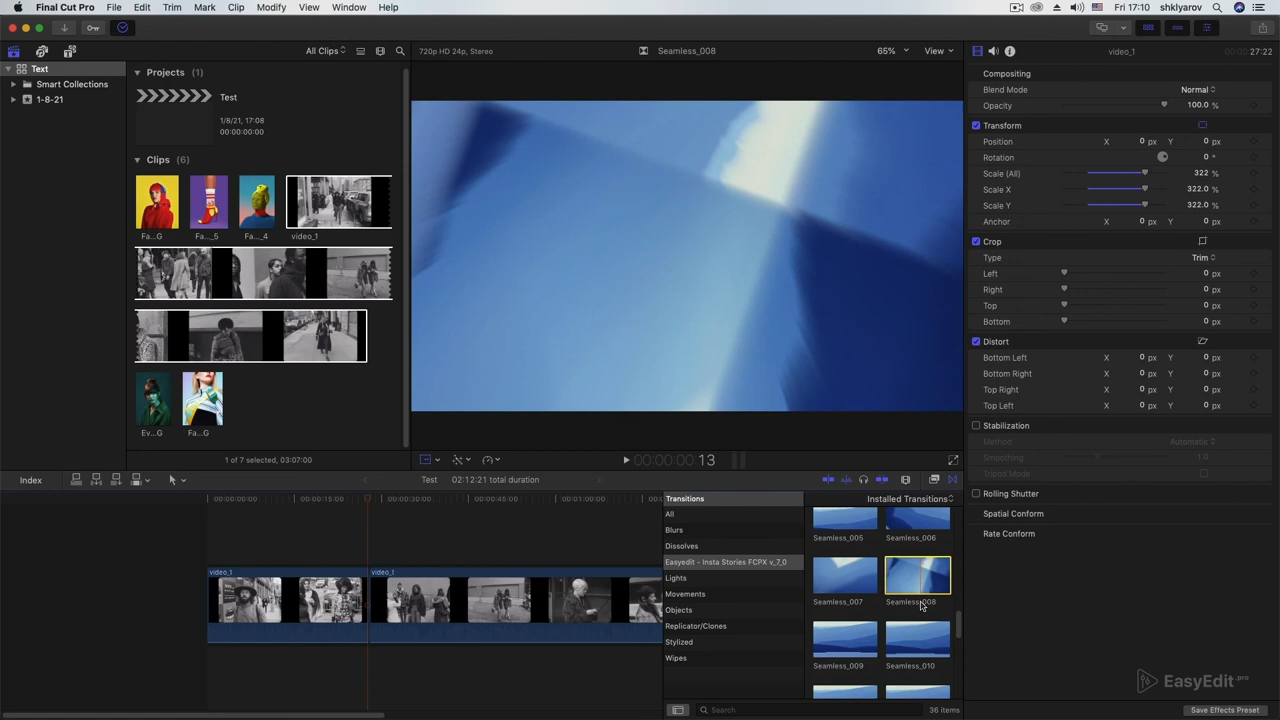 Final Cut Pro File Edit Trim Mark Clip Modify View Window Help
Fri 17:10 shklyarov
All Clips 720p HD 24p, Stereo Seamless_008 65% View video_1 00:00:27:22
Text
Smart Collections
1-8-21
Projects (1)
Test
1/8/21, 17:08
00:00:00:00
Clips (6)
Fa...G Fa..._5 Fa..._4 video_1
Ev...G Fa...G
1 of 7 selected, 03:07:00
00:00:00:00 13
Compositing
Blend Mode Normal
Opacity 100.0 %
Transform
Position X 0 px Y 0 px
Rotation 0 °
Scale (All) 322 %
Scale X 322.0 %
Scale Y 322.0 %
Anchor X 0 px Y 0 px
Crop
Type Trim
Left 0 px
Right 0 px
Top 0 px
Bottom 0 px
Distort
Bottom Left X 0 px Y 0 px
Bottom Right X 0 px Y 0 px
Top Right X 0 px Y 0 px
Top Left X 0 px Y 0 px
Stabilization
Method Automatic
Smoothing 1.0
Tripod Mode
Rolling Shutter
Spatial Conform
Rate Conform
Index Test 02:12:21 total duration
00:00:00:00 00:00:15:00 00:00:30:00 00:00:45:00 00:01:00:00
video_1 video_1
Transitions Installed Transitions
All
Blurs
Dissolves
Easyedit - Insta Stories FCPX v_7_0
Lights
Movements
Objects
Replicator/Clones
Stylized
Wipes
Seamless_005 Seamless_006
Seamless_007 Seamless_008
Seamless_009 Seamless_010
Search 36 items
EasyEdit.pro
Save Effects Preset